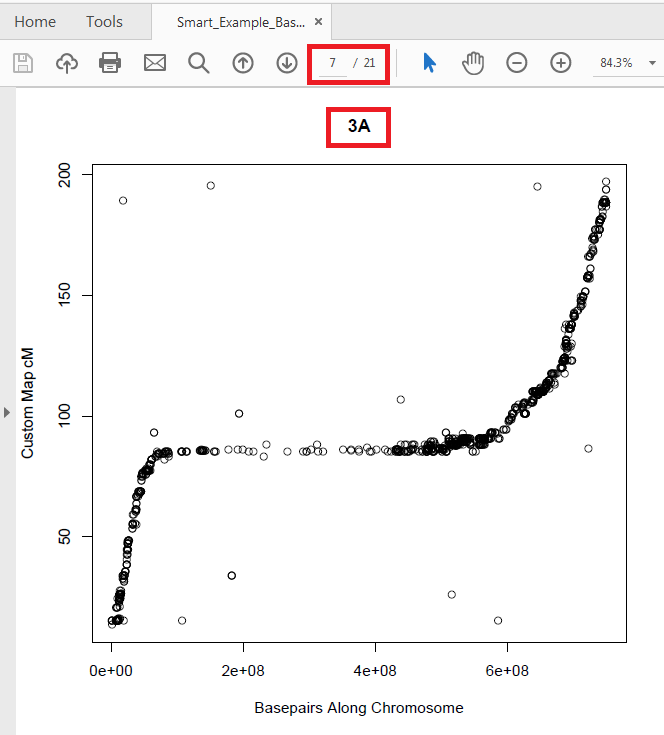 Home Tools Smart_Example_Bas... ×
7 / 21 84.3%
3A
200
150
100
50
Custom Map cM
0e+00 2e+08 4e+08 6e+08
Basepairs Along Chromosome